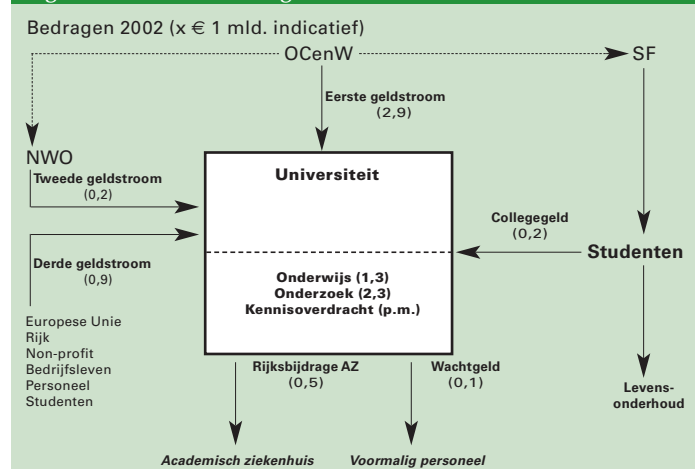 Bedragen 2002 (x € 1 mld. indicatief)
OCenW
SF
Eerste geldstroom
(2,9)
NWO
Tweede geldstroom
(0,2)
Universiteit
Collegegeld
(0,2)
Studenten
Derde geldstroom
(0,9)
Onderwijs (1,3)
Onderzoek (2,3)
Kennisoverdracht (p.m.)
Europese Unie
Rijk
Non-profit
Bedrijfsleven
Personeel
Studenten
Rijksbijdrage AZ
(0,5)
Wachtgeld
(0,1)
Levens-
onderhoud
Academisch ziekenhuis
Voormalig personeel